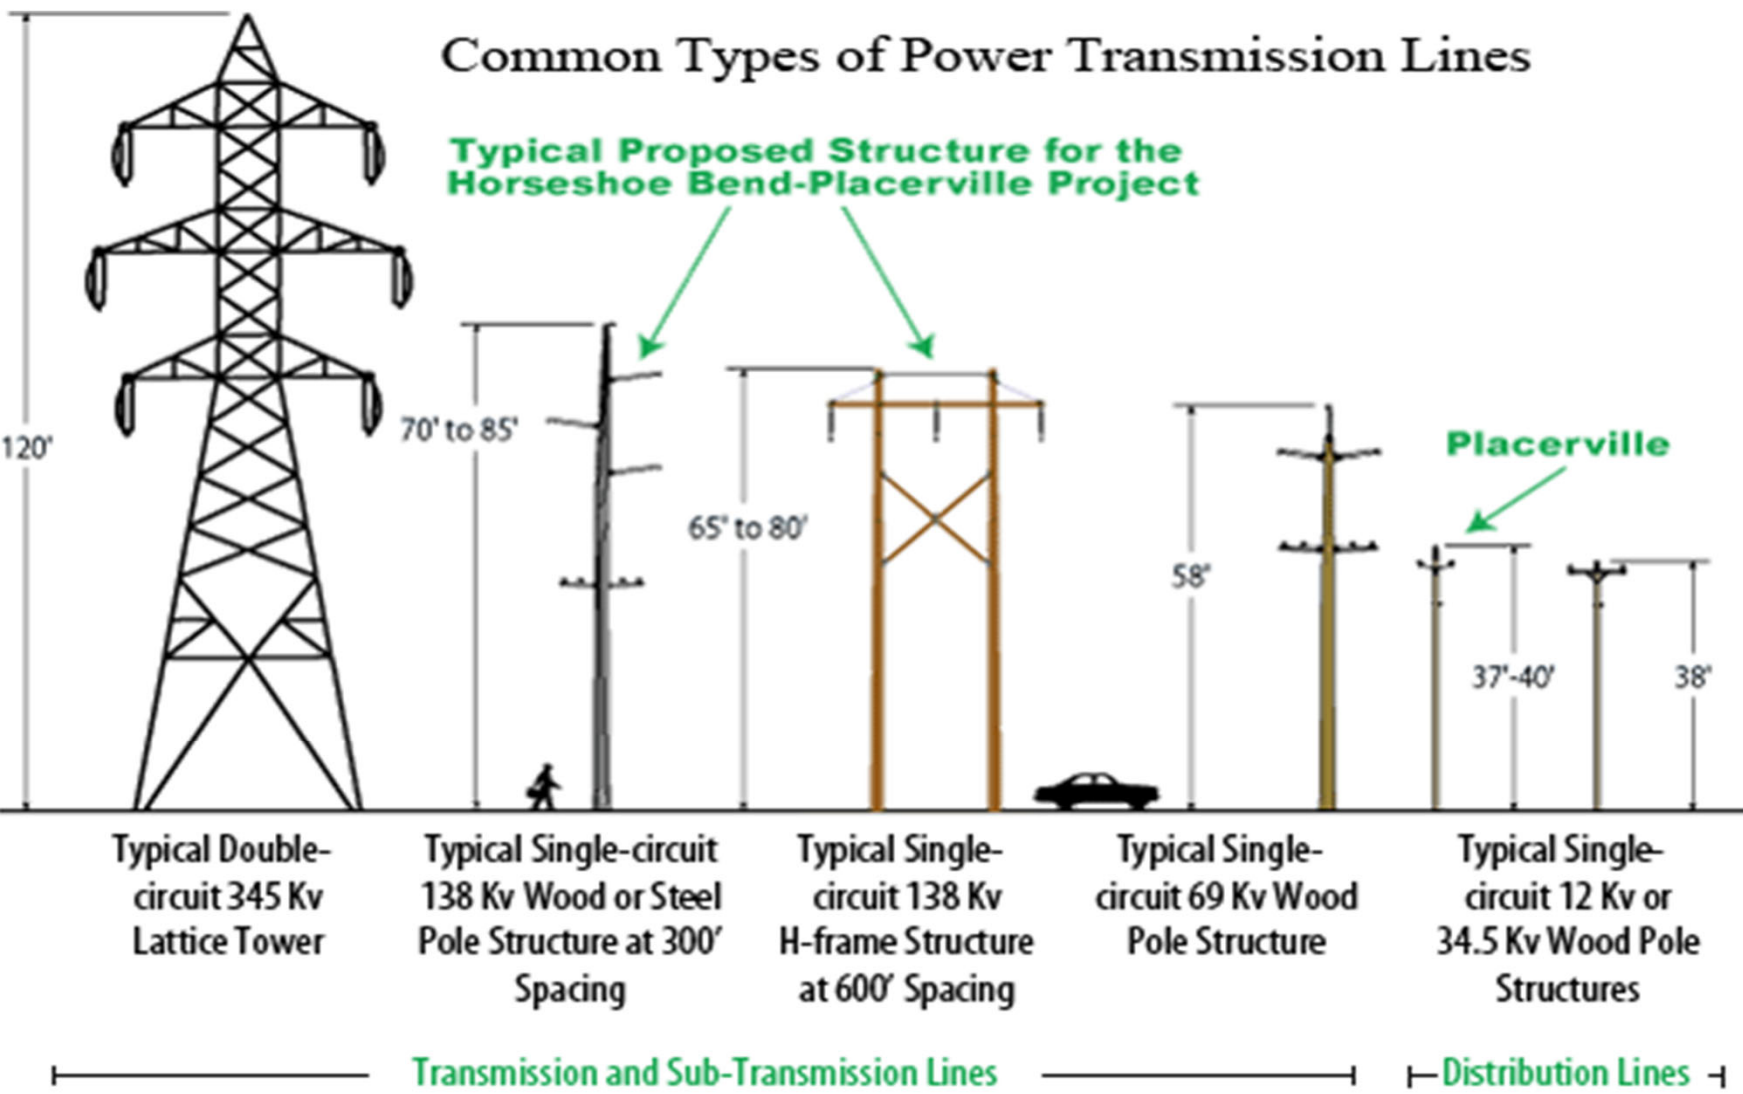 Common Types of Power Transmission Lines
Typical Proposed Structure for the
Horseshoe Bend-Placerville Project
120'
70' to 85'
65' to 80'
58'
Placerville
37'-40'
38'
Typical Double-
circuit 345 Kv
Lattice Tower
Typical Single-circuit
138 Kv Wood or Steel
Pole Structure at 300'
Spacing
Typical Single-
circuit 138 Kv
H-frame Structure
at 600' Spacing
Typical Single-
circuit 69 Kv Wood
Pole Structure
Typical Single-
circuit 12 Kv or
34.5 Kv Wood Pole
Structures
Transmission and Sub-Transmission Lines
Distribution Lines